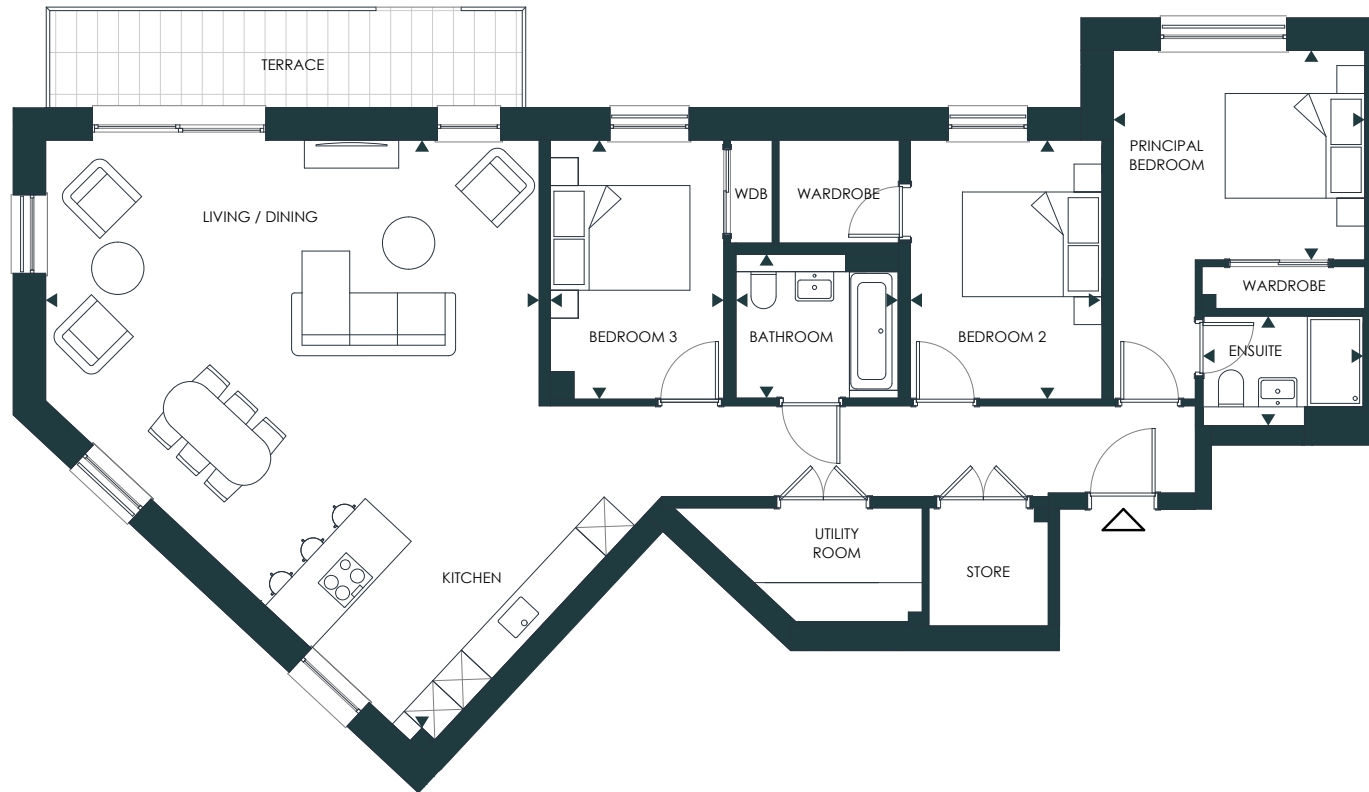 TERRACE
PRINCIPAL
BEDROOM
WDB
WARDROBE
LIVING / DINING
WARDROBE
BEDROOM 3
BATHROOM
BEDROOM 2
ENSUITE
UTILITY
ROOM
STORE
KITCHEN